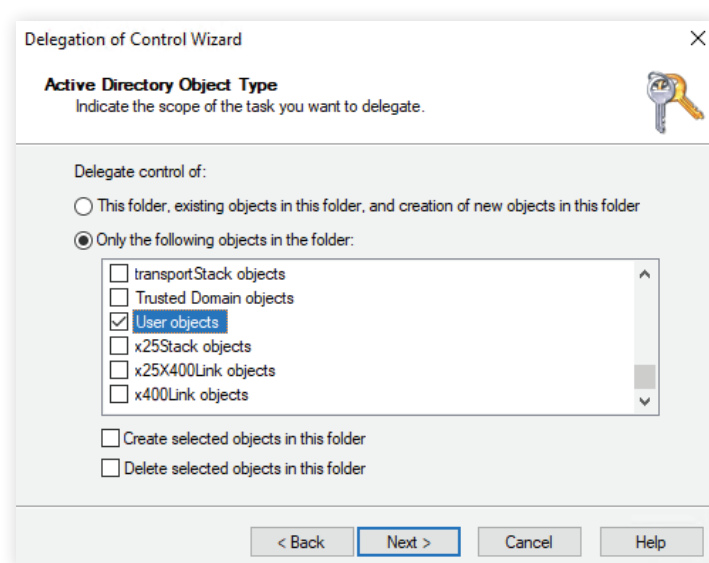 Delegation of Control Wizard
Active Directory Object Type
Indicate the scope of the task you want to delegate.
Delegate control of:
This folder, existing objects in this folder, and creation of new objects in this folder
Only the following objects in the folder:
transportStack objects
Trusted Domain objects
User objects
x25Stack objects
x25X400Link objects
x400Link objects
Create selected objects in this folder
Delete selected objects in this folder
< Back Next > Cancel Help